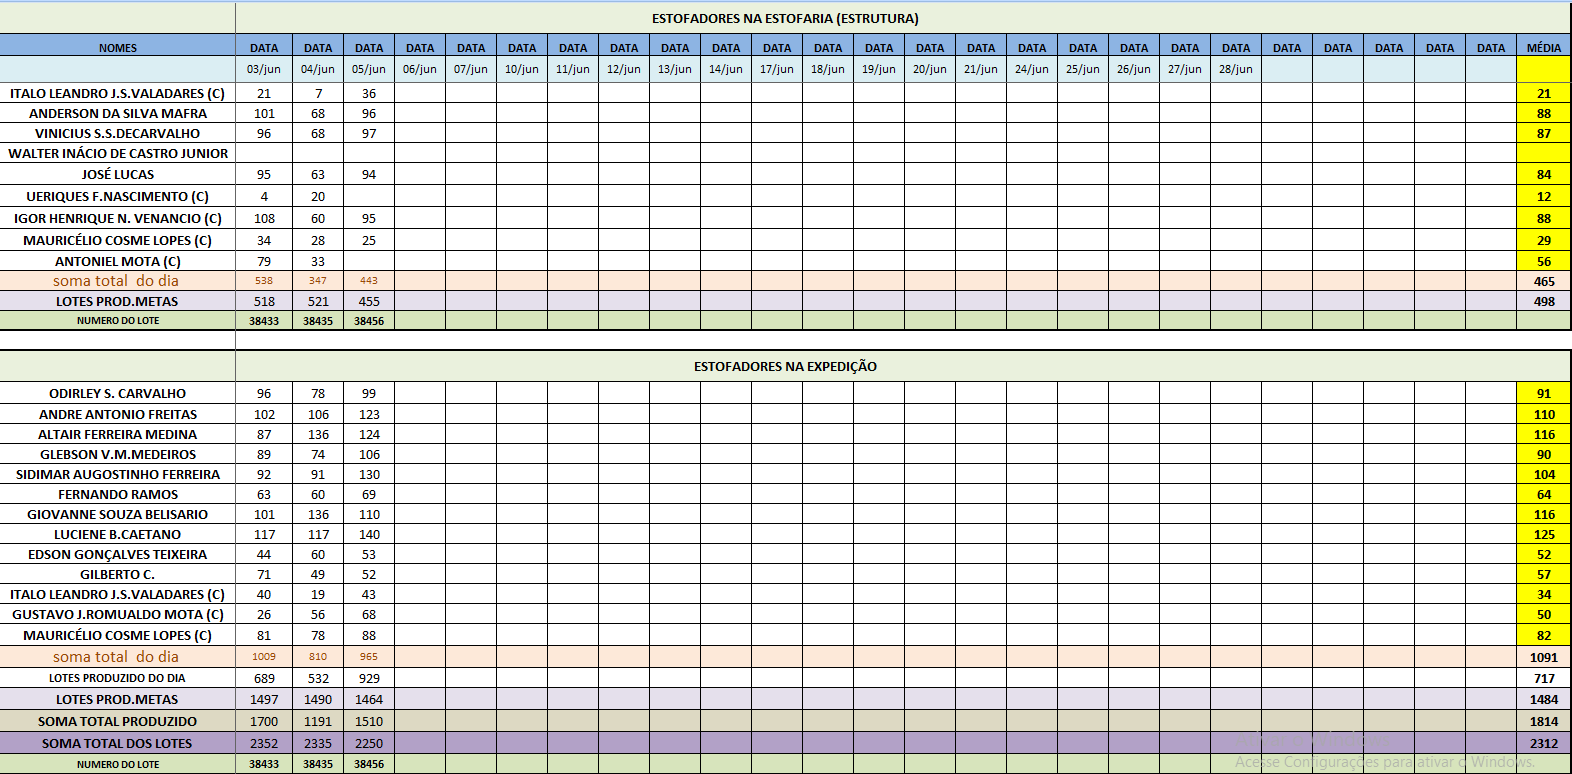 ESTOFADORES NA ESTOFARIA (ESTRUTURA)
NOMES DATA DATA DATA DATA DATA DATA DATA DATA DATA DATA DATA DATA DATA DATA DATA DATA DATA DATA DATA DATA DATA DATA DATA DATA DATA MÉDIA
03/jun 04/jun 05/jun 06/jun 07/jun 10/jun 11/jun 12/jun 13/jun 14/jun 17/jun 18/jun 19/jun 20/jun 21/jun 24/jun 25/jun 26/jun 27/jun 28/jun
ITALO LEANDRO J.S.VALADARES (C) 21 7 36 21
ANDERSON DA SILVA MAFRA 101 68 96 88
VINICIUS S.S.DECARVALHO 96 68 97 87
WALTER INÁCIO DE CASTRO JUNIOR
JOSÉ LUCAS 95 63 94 84
UERIQUES F.NASCIMENTO (C) 4 20 12
IGOR HENRIQUE N. VENANCIO (C) 108 60 95 88
MAURICÉLIO COSME LOPES (C) 34 28 25 29
ANTONIEL MOTA (C) 79 33 56
soma total do dia 538 347 443 465
LOTES PROD.METAS 518 521 455 498
NUMERO DO LOTE 38433 38435 38456
ESTOFADORES NA EXPEDIÇÃO
ODIRLEY S. CARVALHO 96 78 99 91
ANDRE ANTONIO FREITAS 102 106 123 110
ALTAIR FERREIRA MEDINA 87 136 124 116
GLEBSON V.M.MEDEIROS 89 74 106 90
SIDIMAR AUGOSTINHO FERREIRA 92 91 130 104
FERNANDO RAMOS 63 60 69 64
GIOVANNE SOUZA BELISARIO 101 136 110 116
LUCIENE B.CAETANO 117 117 140 125
EDSON GONÇALVES TEIXEIRA 44 60 53 52
GILBERTO C. 71 49 52 57
ITALO LEANDRO J.S.VALADARES (C) 40 19 43 34
GUSTAVO J.ROMUALDO MOTA (C) 26 56 68 50
MAURICÉLIO COSME LOPES (C) 81 78 88 82
soma total do dia 1009 810 965 1091
LOTES PRODUZIDO DO DIA 689 532 929 717
LOTES PROD.METAS 1497 1490 1464 1484
SOMA TOTAL PRODUZIDO 1700 1191 1510 1814
SOMA TOTAL DOS LOTES 2352 2335 2250 2312
NUMERO DO LOTE 38433 38435 38456
Acesse Configurações para ativar o Windows.